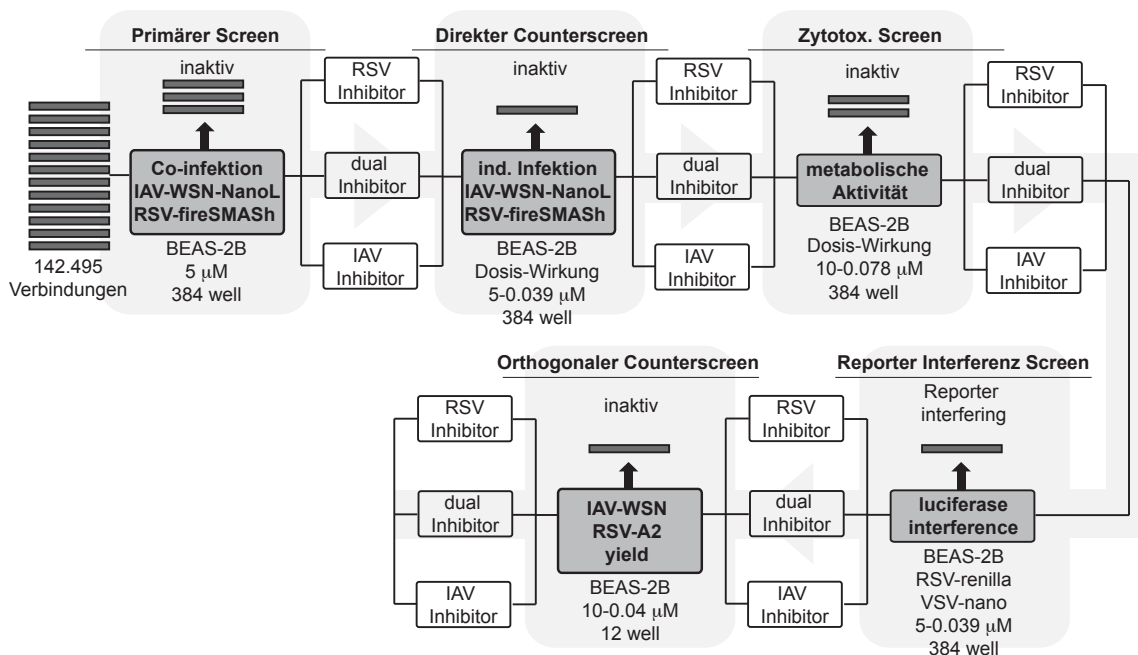 Primärer Screen
inaktiv
Co-infektion
IAV-WSN-NanoL
RSV-fireSMASh
BEAS-2B
5 μM
384 well
142.495
Verbindungen
RSV
Inhibitor
dual
Inhibitor
IAV
Inhibitor
Direkter Counterscreen
inaktiv
ind. Infektion
IAV-WSN-NanoL
RSV-fireSMASh
BEAS-2B
Dosis-Wirkung
5-0.039 μM
384 well
RSV
Inhibitor
dual
Inhibitor
IAV
Inhibitor
Zytotox. Screen
inaktiv
metabolische
Aktivität
BEAS-2B
Dosis-Wirkung
10-0.078 μM
384 well
RSV
Inhibitor
dual
Inhibitor
IAV
Inhibitor
Reporter Interferenz Screen
Reporter
interfering
luciferase
interference
BEAS-2B
RSV-renilla
VSV-nano
5-0.039 μM
384 well
RSV
Inhibitor
dual
Inhibitor
IAV
Inhibitor
Orthogonaler Counterscreen
inaktiv
IAV-WSN
RSV-A2
yield
BEAS-2B
10-0.04 μM
12 well
RSV
Inhibitor
dual
Inhibitor
IAV
Inhibitor